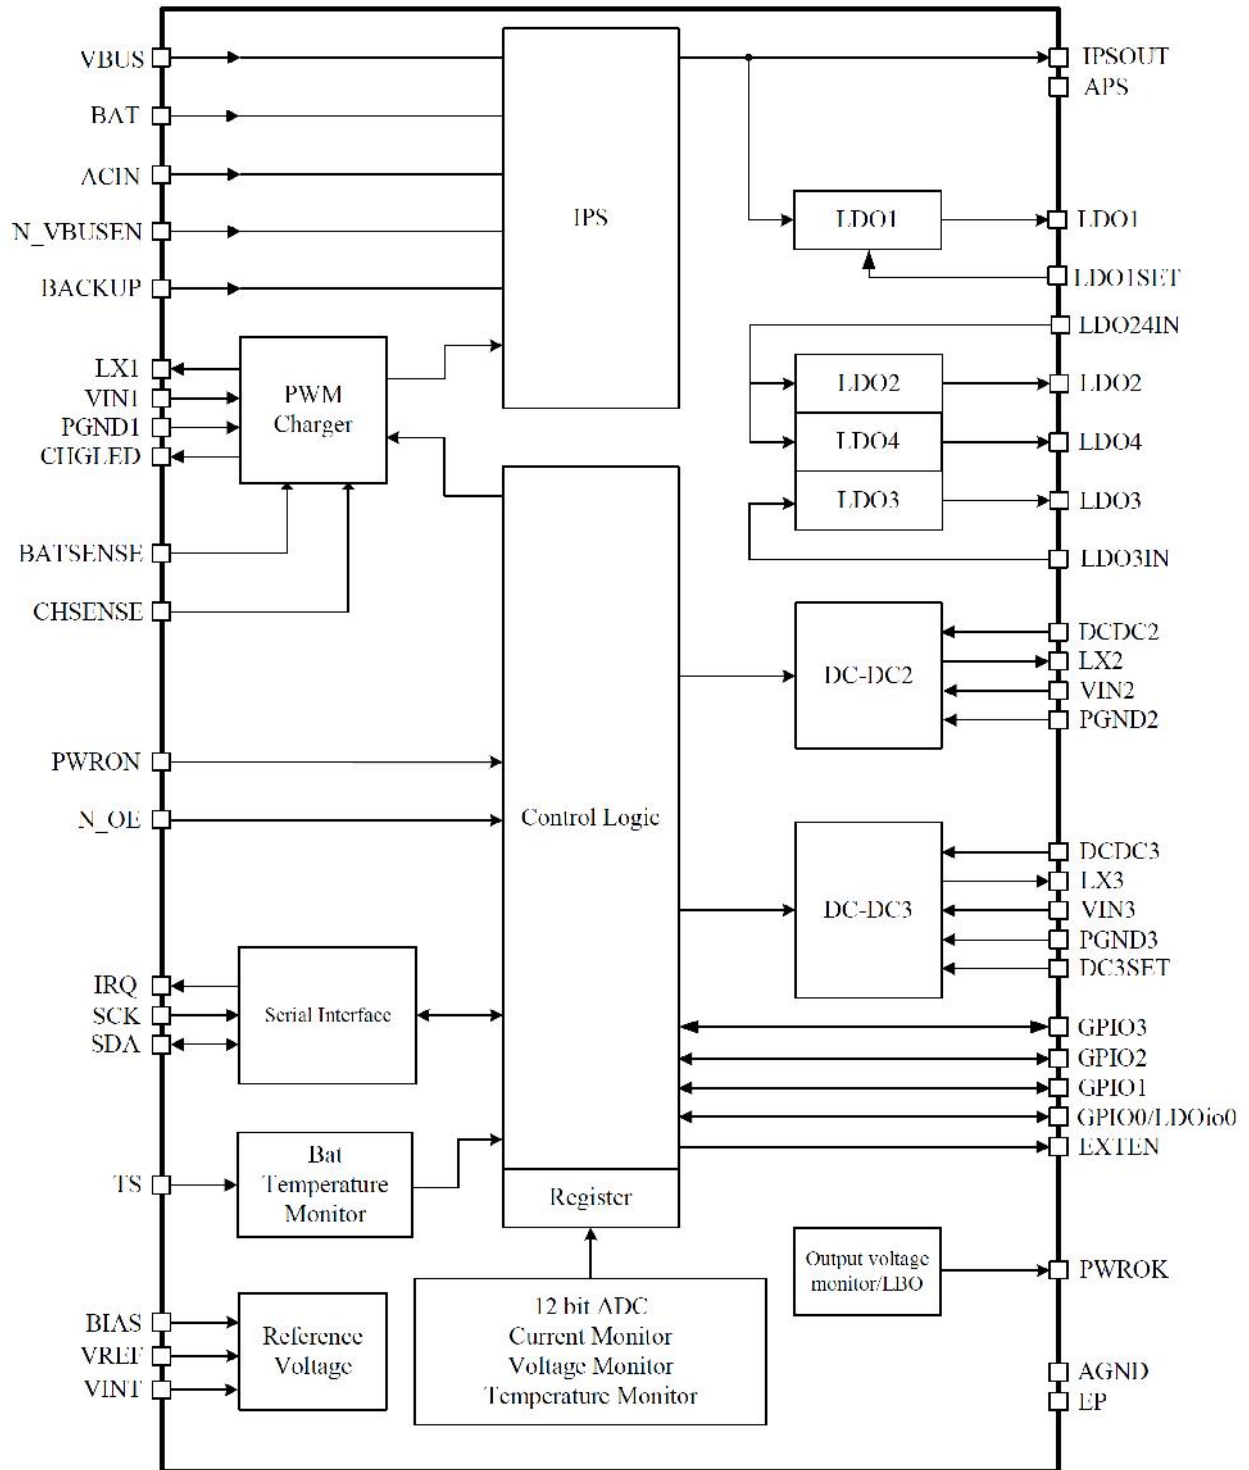 VBUS
BAT
ACIN
N_VBUSEN
BACKUP
LX1
VIN1
PGND1
CHGLED
BATSENSE
CHSENSE
PWRON
N_OE
IRQ
SCK
SDA
TS
BIAS
VREF
VINT
IPS
PWM
Charger
Control Logic
Serial Interface
Bat
Temperature
Monitor
Register
Reference
Voltage
12 bit ADC
Current Monitor
Voltage Monitor
Temperature Monitor
LDO1
LDO2
LDO4
LDO3
DC-DC2
DC-DC3
Output voltage
monitor/LBO
IPSOUT
APS
LDO1
LDO1SET
LDO24IN
LDO2
LDO4
LDO3
LDO3IN
DCDC2
LX2
VIN2
PGND2
DCDC3
LX3
VIN3
PGND3
DC3SET
GPIO3
GPIO2
GPIO1
GPIO0/LDOio0
EXTEN
PWROK
AGND
EP